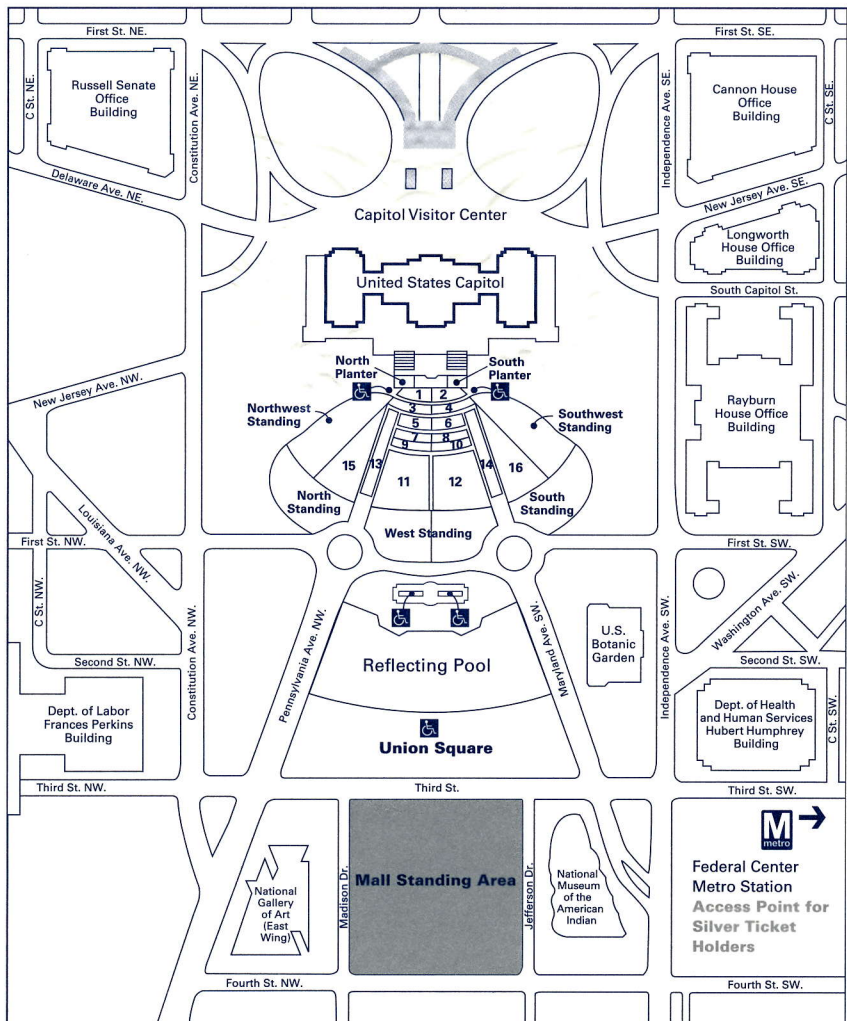 First St. NE.
First St. SE.
C St. NE.
Russell Senate
Office
Building
Constitution Ave. NE.
Independence Ave. SE.
Cannon House
Office
Building
C St. SE.
Delaware Ave. NE.
New Jersey Ave. SE.
Capitol Visitor Center
Longworth
House Office
Building
United States Capitol
South Capitol St.
North
Planter
South
Planter
New Jersey Ave. NW.
Northwest
Standing
Southwest
Standing
Rayburn
House Office
Building
1
2
3
4
5
6
7
8
9
10
15
13
11
12
14
16
North
Standing
South
Standing
West Standing
Louisiana Ave. NW.
First St. NW.
First St. SW.
C St. NW.
Constitution Ave. NW.
Pennsylvania Ave. NW.
Maryland Ave. SW.
U.S.
Botanic
Garden
Independence Ave. SW.
Washington Ave. SW.
Second St. NW.
Reflecting Pool
Second St. SW.
Dept. of Labor
Frances Perkins
Building
Dept. of Health
and Human Services
Hubert Humphrey
Building
C St. SW.
Union Square
Third St. NW.
Third St.
Third St. SW.
M
metro
National
Gallery
of Art
(East
Wing)
Madison Dr.
Mall Standing Area
Jefferson Dr.
National
Museum
of the
American
Indian
Federal Center
Metro Station
Access Point for
Silver Ticket
Holders
Fourth St. NW.
Fourth St. SW.